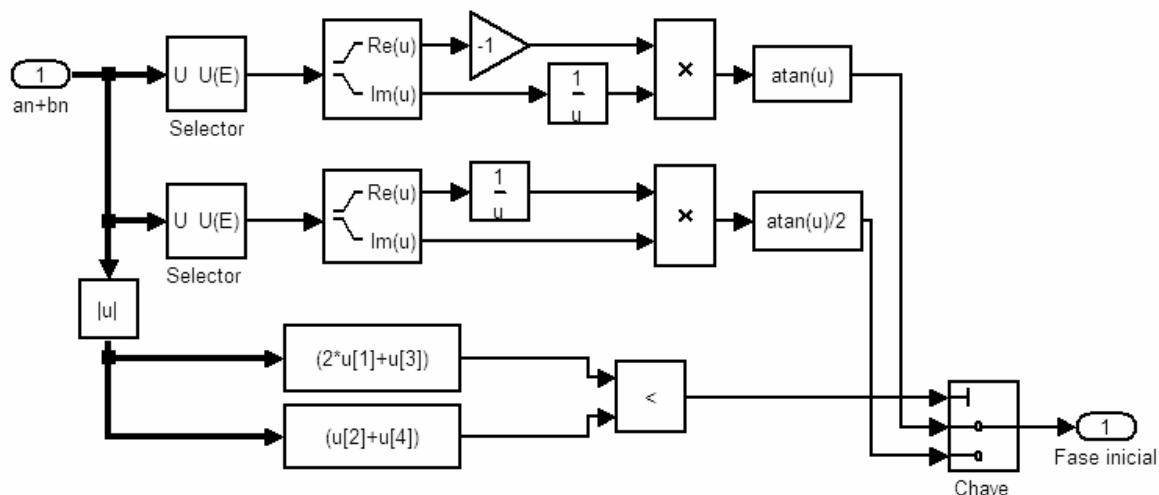 1
an+bn
U U(E)
Selector
Re(u)
Im(u)
-1
1
u
×
atan(u)
U U(E)
Selector
Re(u)
Im(u)
1
u
×
atan(u)/2
|u|
(2*u[1]+u[3])
(u[2]+u[4])
<
Chave
1
Fase inicial